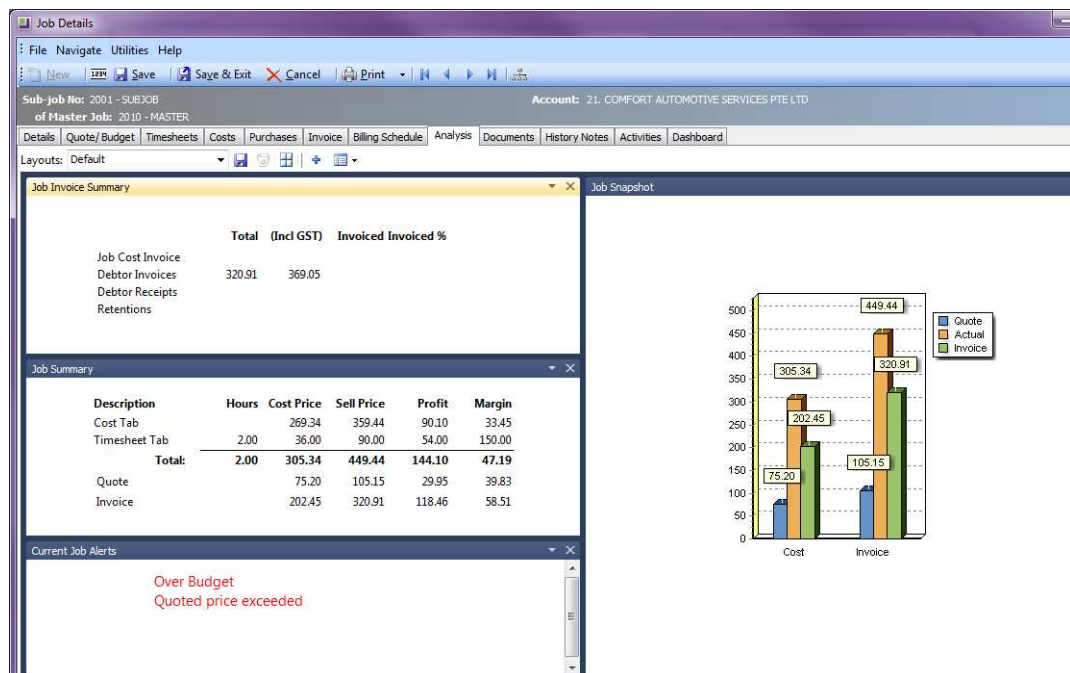 Job Details
File Navigate Utilities Help
New 1234 Save Save & Exit Cancel Print
Sub-job No: 2001 - SUBJOB Account: 21. COMFORT AUTOMOTIVE SERVICES PTE LTD
of Master Job: 2010 - MASTER
Details Quote/Budget Timesheets Costs Purchases Invoice Billing Schedule Analysis Documents History Notes Activities Dashboard
Layouts: Default
Job Invoice Summary
Total (Incl GST) Invoiced Invoiced %
Job Cost Invoice
Debtor Invoices 320.91 369.05
Debtor Receipts
Retentions
Job Summary
Description Hours Cost Price Sell Price Profit Margin
Cost Tab 269.34 359.44 90.10 33.45
Timesheet Tab 2.00 36.00 90.00 54.00 150.00
Total: 2.00 305.34 449.44 144.10 47.19
Quote 75.20 105.15 29.95 39.83
Invoice 202.45 320.91 118.46 58.51
Current Job Alerts
Over Budget
Quoted price exceeded
Job Snapshot
500
450
400
350
300
250
200
150
100
50
0
75.20
305.34
202.45
105.15
449.44
320.91
Cost Invoice
Quote
Actual
Invoice